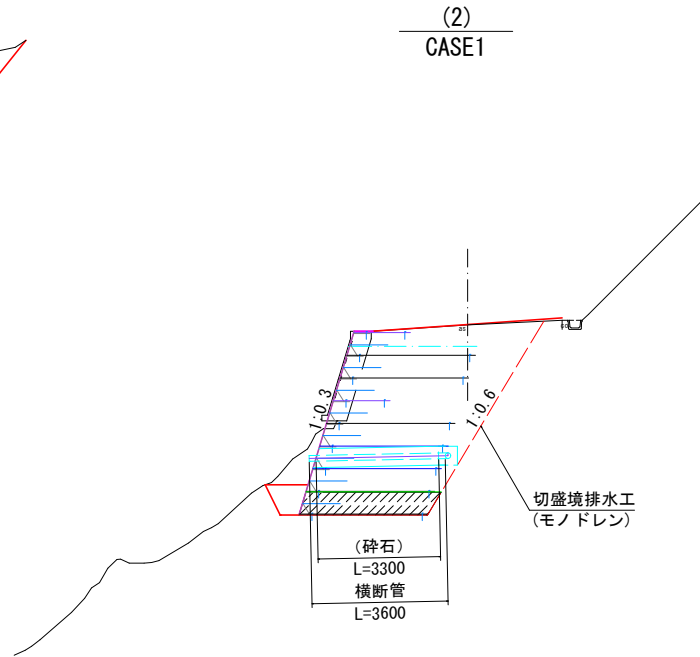 (2)
CASE1
as
1:0.3
1:0.6
切盛境排水工
(モノドレン)
(砕石)
L=3300
横断管
L=3600